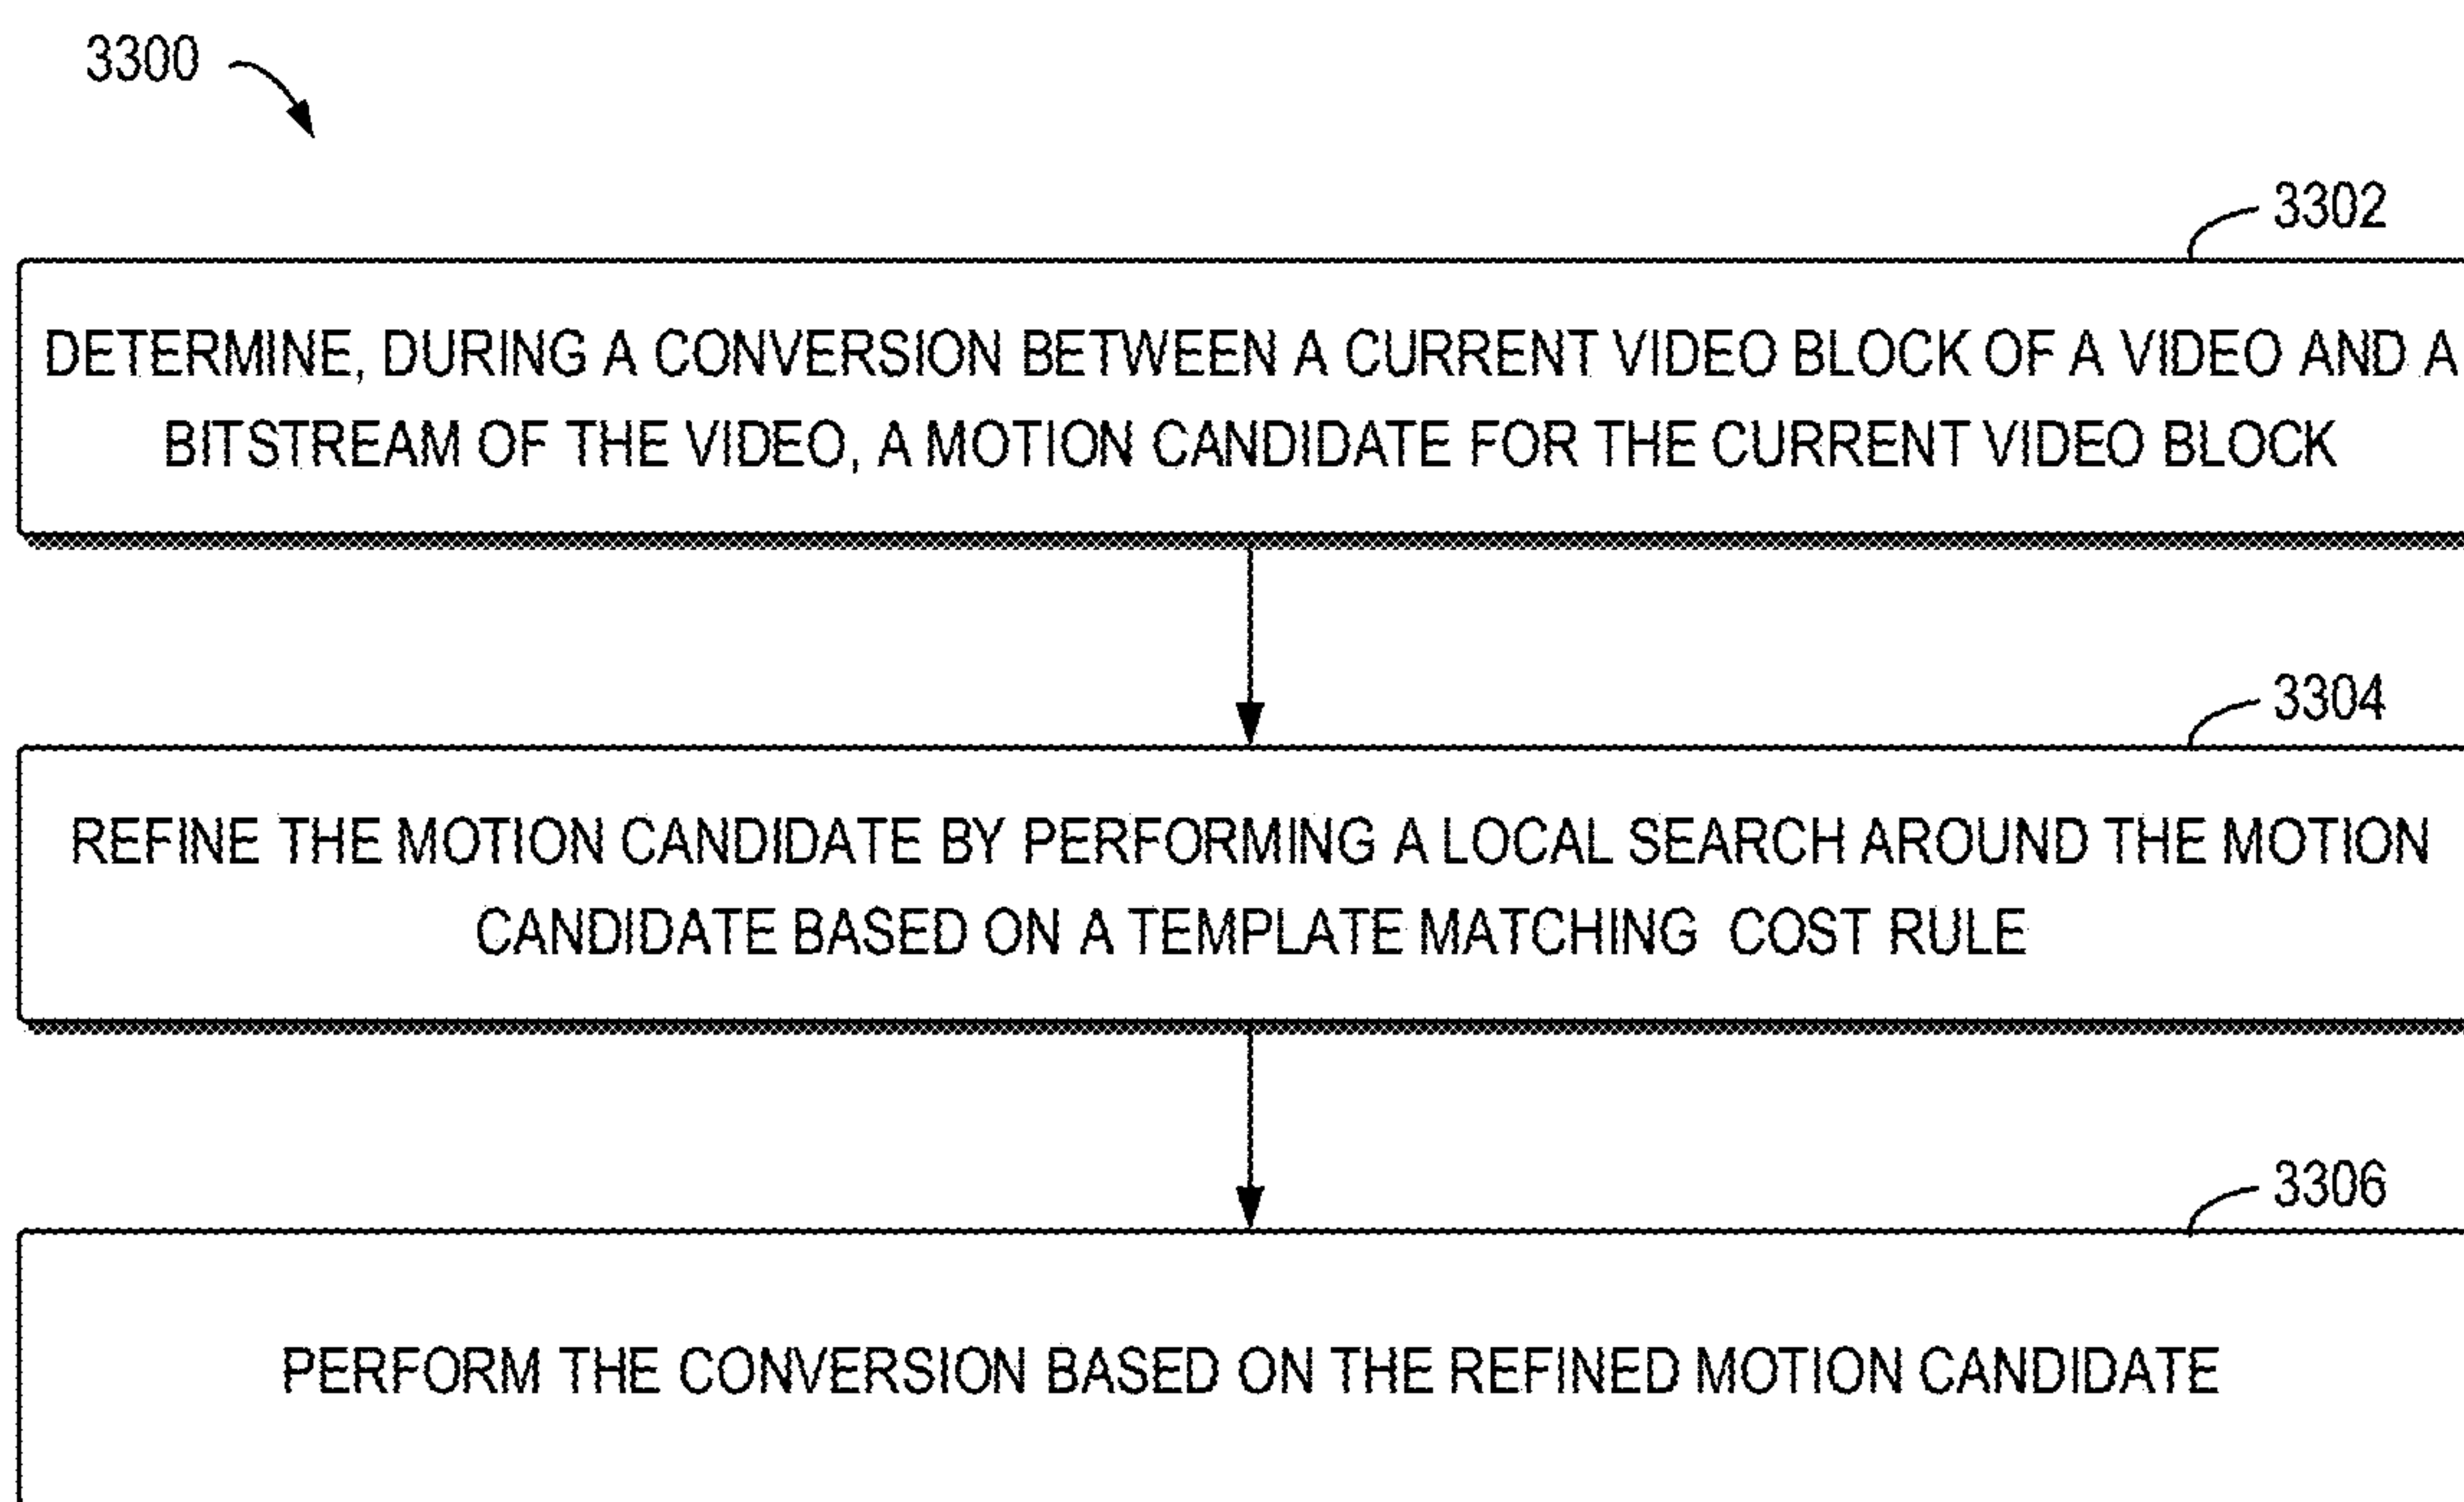 3300
3302
DETERMINE, DURING A CONVERSION BETWEEN A CURRENT VIDEO BLOCK OF A VIDEO AND A
BITSTREAM OF THE VIDEO, A MOTION CANDIDATE FOR THE CURRENT VIDEO BLOCK
3304
REFINE THE MOTION CANDIDATE BY PERFORMING A LOCAL SEARCH AROUND THE MOTION
CANDIDATE BASED ON A TEMPLATE MATCHING COST RULE
3306
PERFORM THE CONVERSION BASED ON THE REFINED MOTION CANDIDATE